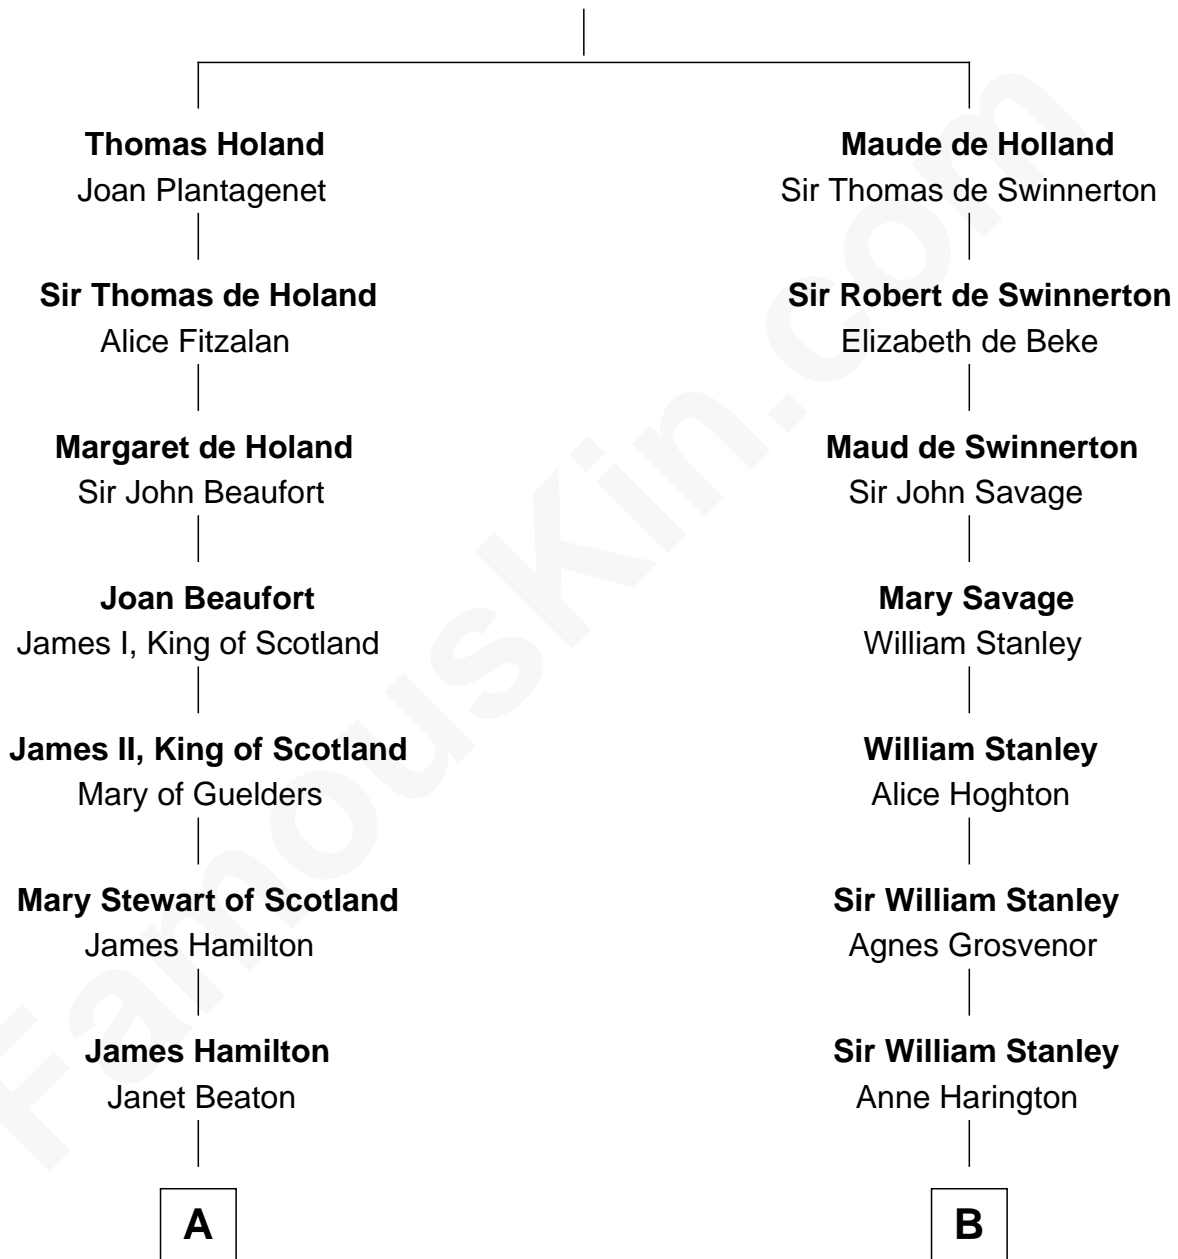 Thomas Holand
Joan Plantagenet
Maude de Holland
Sir Thomas de Swinnerton
Sir Thomas de Holand
Alice Fitzalan
Sir Robert de Swinnerton
Elizabeth de Beke
Margaret de Holand
Sir John Beaufort
Maud de Swinnerton
Sir John Savage
Joan Beaufort
James I, King of Scotland
Mary Savage
William Stanley
James II, King of Scotland
Mary of Guelders
William Stanley
Alice Hoghton
Mary Stewart of Scotland
James Hamilton
Sir William Stanley
Agnes Grosvenor
James Hamilton
Janet Beaton
Sir William Stanley
Anne Harington
A
B
FamousKin.com